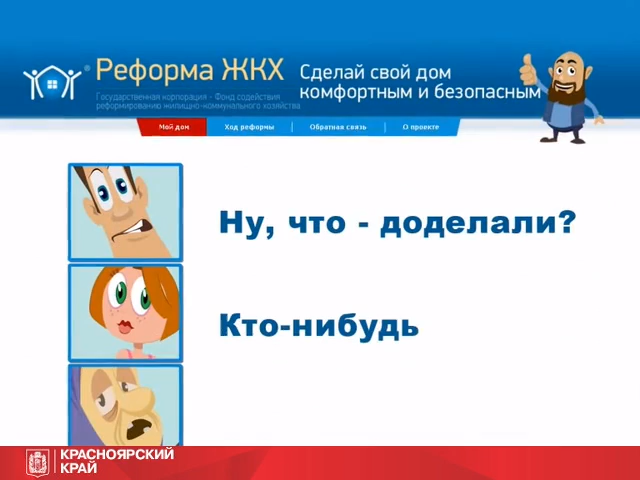 Реформа ЖКХ
Государственная корпорация - Фонд содействия
реформированию жилищно-коммунального хозяйства
Сделай свой дом
комфортным и безопасным
Мой дом
Ход реформы
Обратная связь
О проекте
Ну, что - доделали?
Кто-нибудь
КРАСНОЯРСКИЙ
КРАЙ